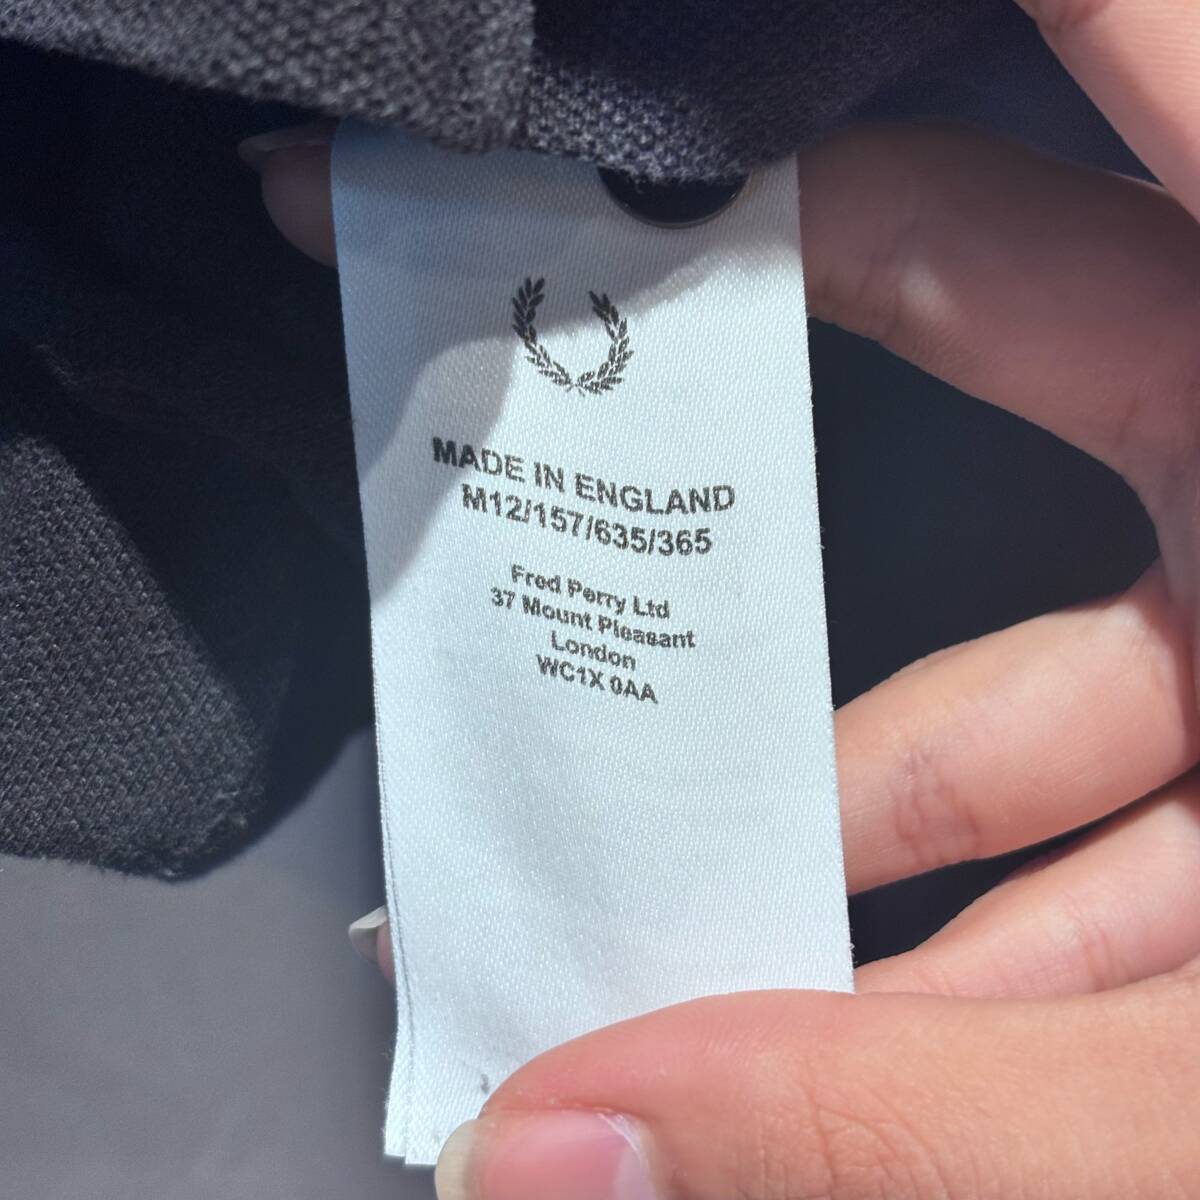 MADE IN ENGLAND
M12/157/635/365
Fred Perry Ltd
37 Mount Pleasant
London
WC1X 0AA